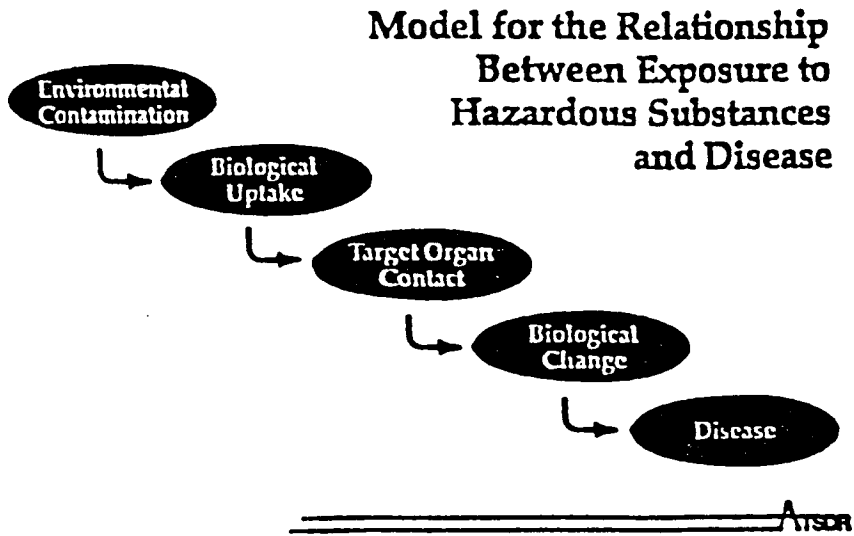 Model for the Relationship
Between Exposure to
Hazardous Substances
and Disease
Environmental
Contamination
Biological
Uptake
Target Organ
Contact
Biological
Change
Disease
ATSDR